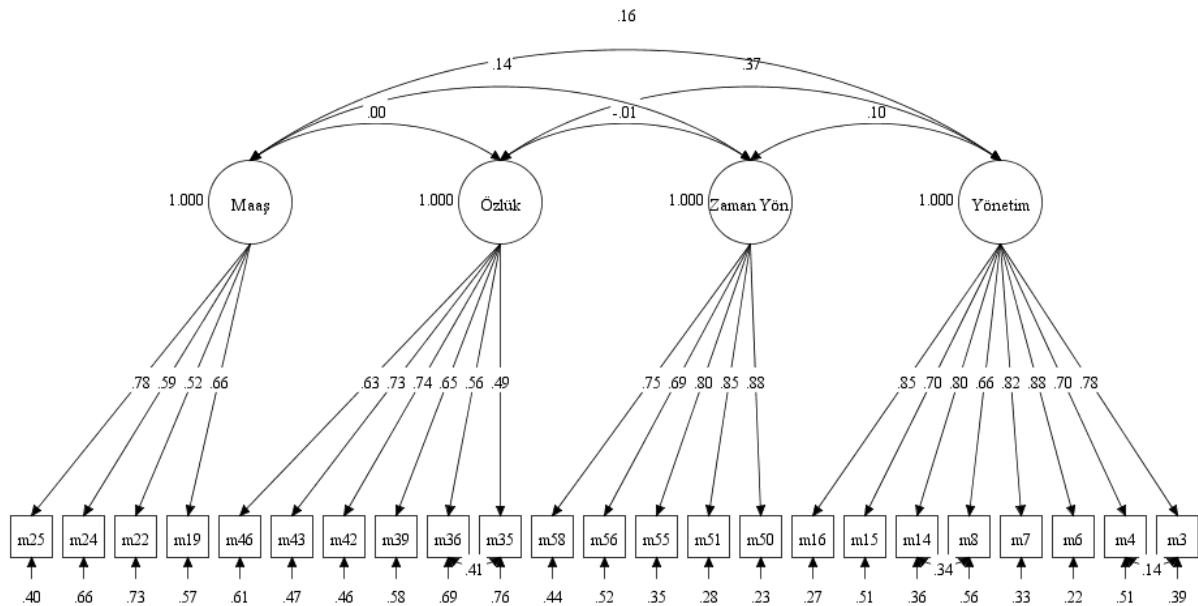 .16
.14 .37
.00 -.01 .10
1.000 Maaş 1.000 Özlük 1.000 Zaman Yön. 1.000 Yönetim
.78 .59 .52 .66 .63 .73 .74 .65 .56 .49 .75 .69 .80 .85 .88 .85 .70 .80 .66 .82 .88 .70 .78
m25 m24 m22 m19 m46 m43 m42 m39 m36 m35 m58 m56 m55 m51 m50 m16 m15 m14 m8 m7 m6 m4 m3
.41 .34 .14
.40 .66 .73 .57 .61 .47 .46 .58 .69 .76 .44 .52 .35 .28 .23 .27 .51 .36 .56 .33 .22 .51 .39